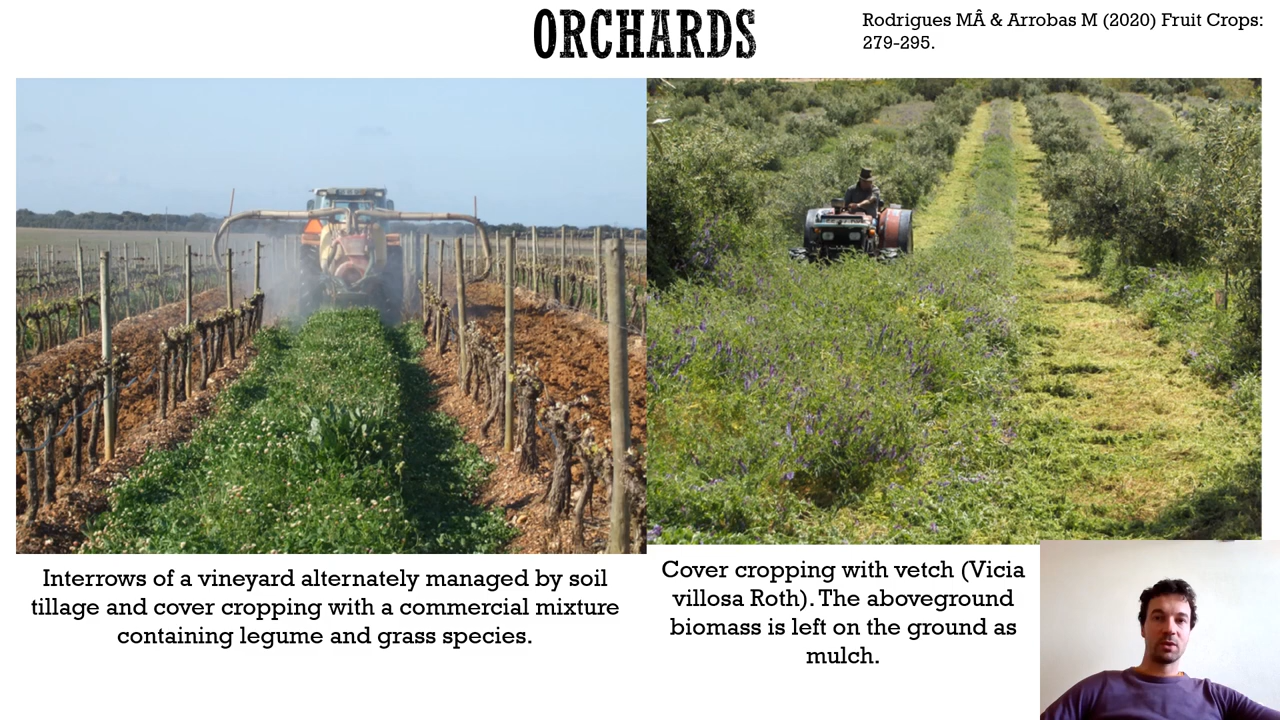 ORCHARDS
Rodrigues MÂ & Arrobas M (2020) Fruit Crops:
279-295.
Interrows of a vineyard alternately managed by soil
tillage and cover cropping with a commercial mixture
containing legume and grass species.
Cover cropping with vetch (Vicia
villosa Roth). The aboveground
biomass is left on the ground as
mulch.